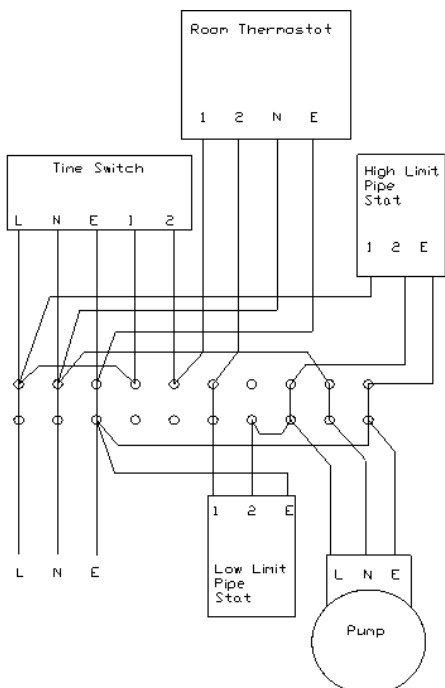 Room Thermostat
1 2 N E
Time Switch
L N E 1 2
High Limit
Pipe
Stat
1 2 E
1 2 E
Low Limit
Pipe
Stat
L N E
L N E
Pump